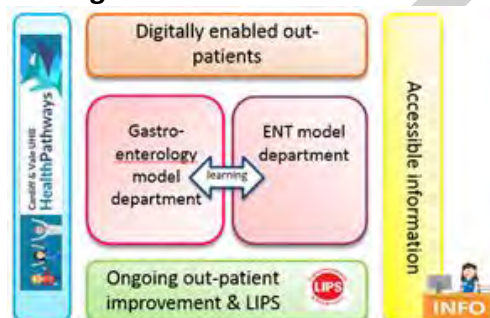 Digitally enabled out-
patients
Cardiff & Vale UHB
HealthPathways
Gastro-
enterology
model
department
learning
ENT model
department
Accessible information
Ongoing out-patient
improvement & LIPS
LIPS
INFO